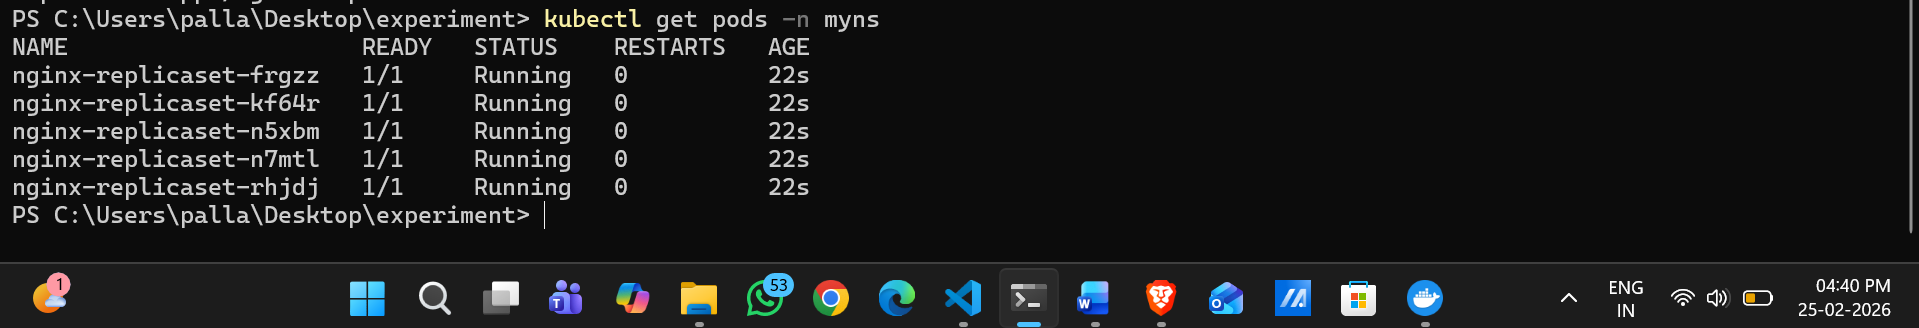 PS C:\Users\palla\Desktop\experiment> kubectl get pods -n myns
NAME READY STATUS RESTARTS AGE
nginx-replicaset-frgzz 1/1 Running 0 22s
nginx-replicaset-kf64r 1/1 Running 0 22s
nginx-replicaset-n5xbm 1/1 Running 0 22s
nginx-replicaset-n7mtl 1/1 Running 0 22s
nginx-replicaset-rhjdj 1/1 Running 0 22s
PS C:\Users\palla\Desktop\experiment>
1
53
ENG
IN
04:40 PM
25-02-2026